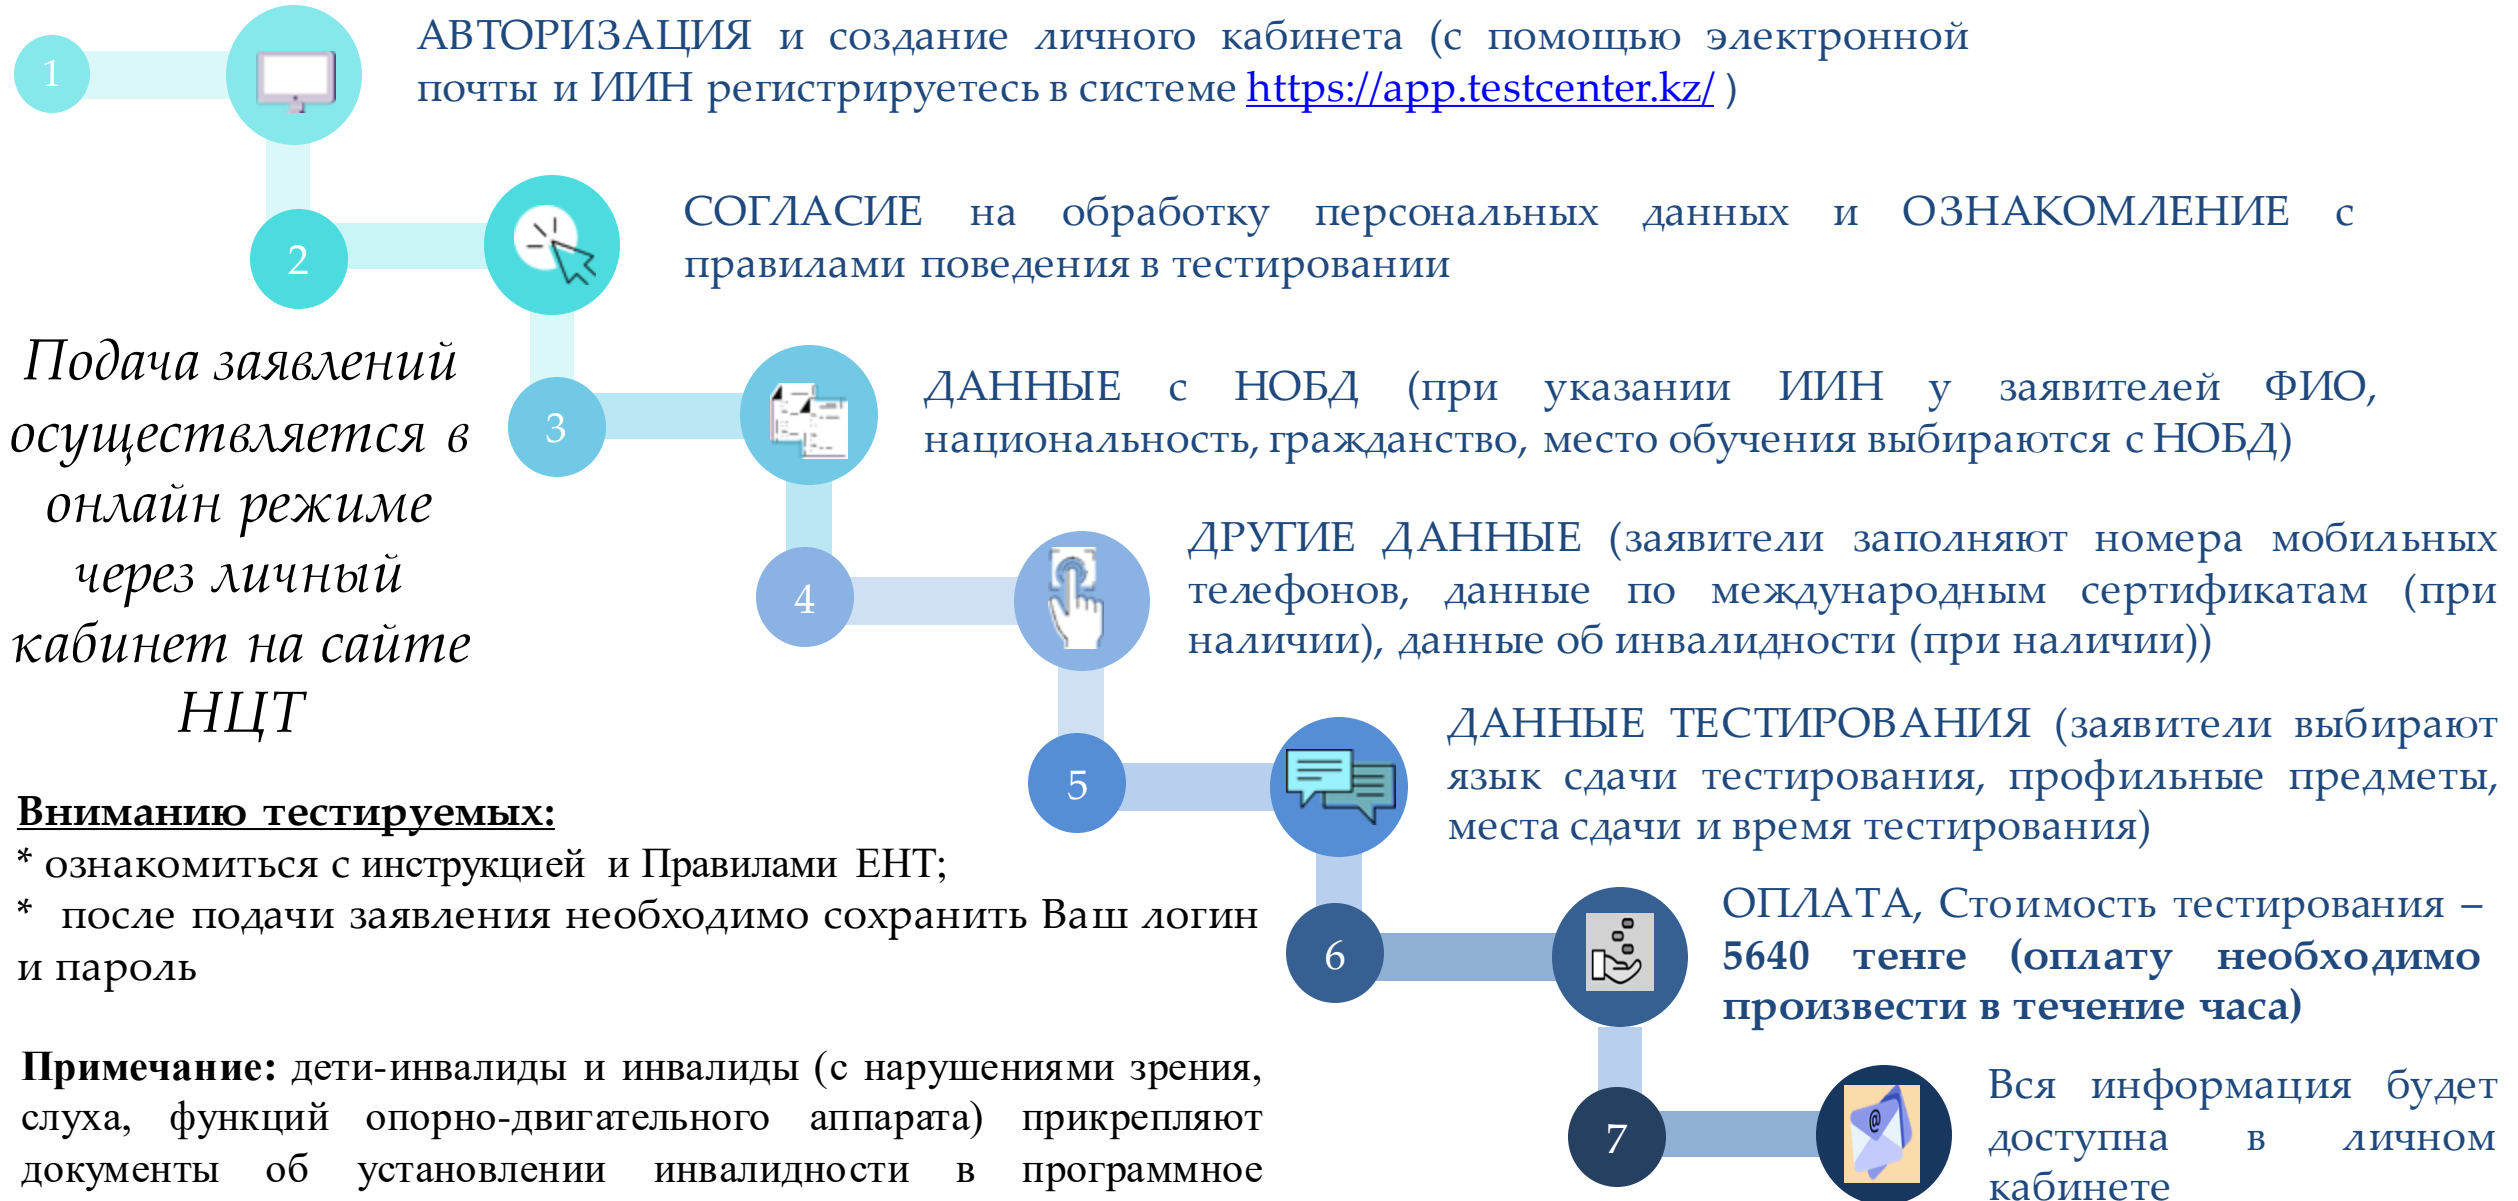 1
АВТОРИЗАЦИЯ и создание личного кабинета (с помощью электронной
почты и ИИН регистрируетесь в системе https://app.testcenter.kz/ )
2
СОГЛАСИЕ на обработку персональных данных и ОЗНАКОМЛЕНИЕ с
правилами поведения в тестировании
3
ДАННЫЕ с НОБД (при указании ИИН у заявителей ФИО,
национальность, гражданство, место обучения выбираются с НОБД)
4
ДРУГИЕ ДАННЫЕ (заявители заполняют номера мобильных
телефонов, данные по международным сертификатам (при
наличии), данные об инвалидности (при наличии))
5
ДАННЫЕ ТЕСТИРОВАНИЯ (заявители выбирают
язык сдачи тестирования, профильные предметы,
места сдачи и время тестирования)
6
ОПЛАТА, Стоимость тестирования –
5640 тенге (оплату необходимо
произвести в течение часа)
7
@
Вся информация будет
доступна в личном
кабинете
Подача заявлений
осуществляется в
онлайн режиме
через личный
кабинет на сайте
НЦТ
Вниманию тестируемых:
* ознакомиться с инструкцией и Правилами ЕНТ;
* после подачи заявления необходимо сохранить Ваш логин
и пароль
Примечание: дети-инвалиды и инвалиды (с нарушениями зрения,
слуха, функций опорно-двигательного аппарата) прикрепляют
документы об установлении инвалидности в программное